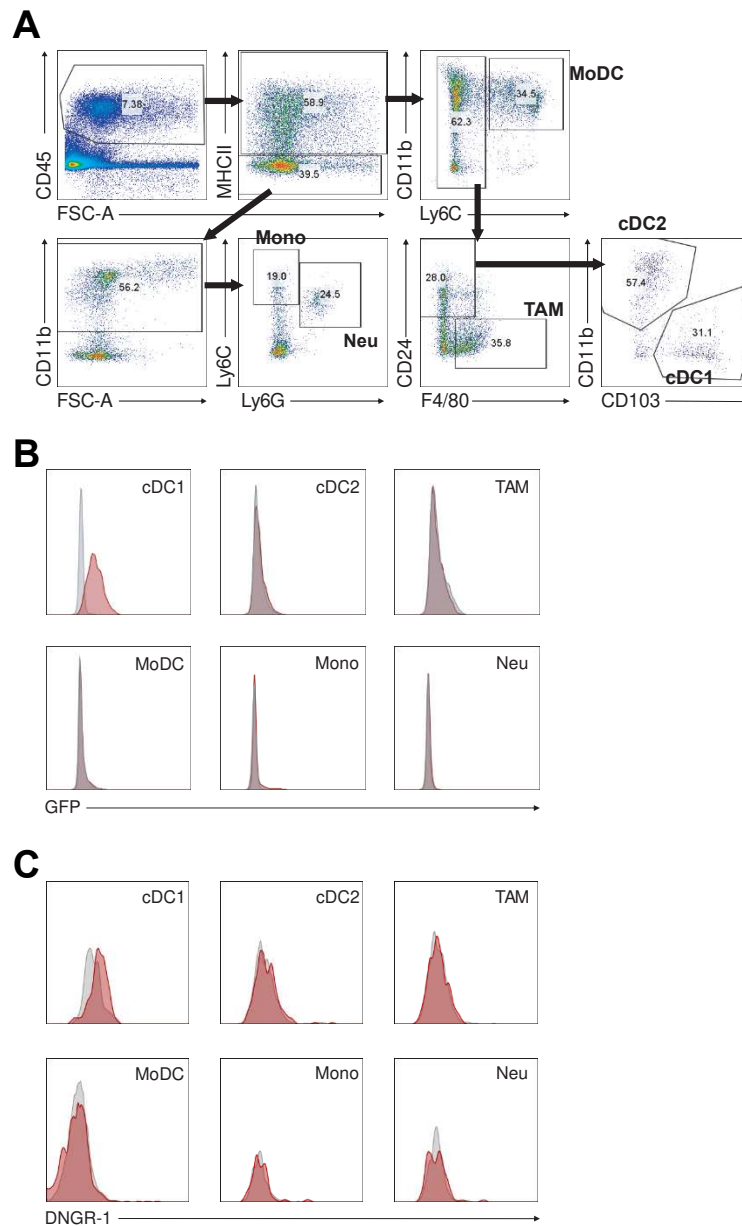 A
CD45
7.38
FSC-A
MHCII
58.9
39.5
CD11b
MoDC
34.5
62.3
Ly6C
CD11b
56.2
FSC-A
Mono
Ly6C
19.0
24.5
Neu
Ly6G
CD24
28.0
TAM
35.8
F4/80
cDC2
CD11b
57.4
31.1
cDC1
CD103
B
cDC1
cDC2
TAM
MoDC
Mono
Neu
GFP
C
cDC1
cDC2
TAM
MoDC
Mono
Neu
DNGR-1